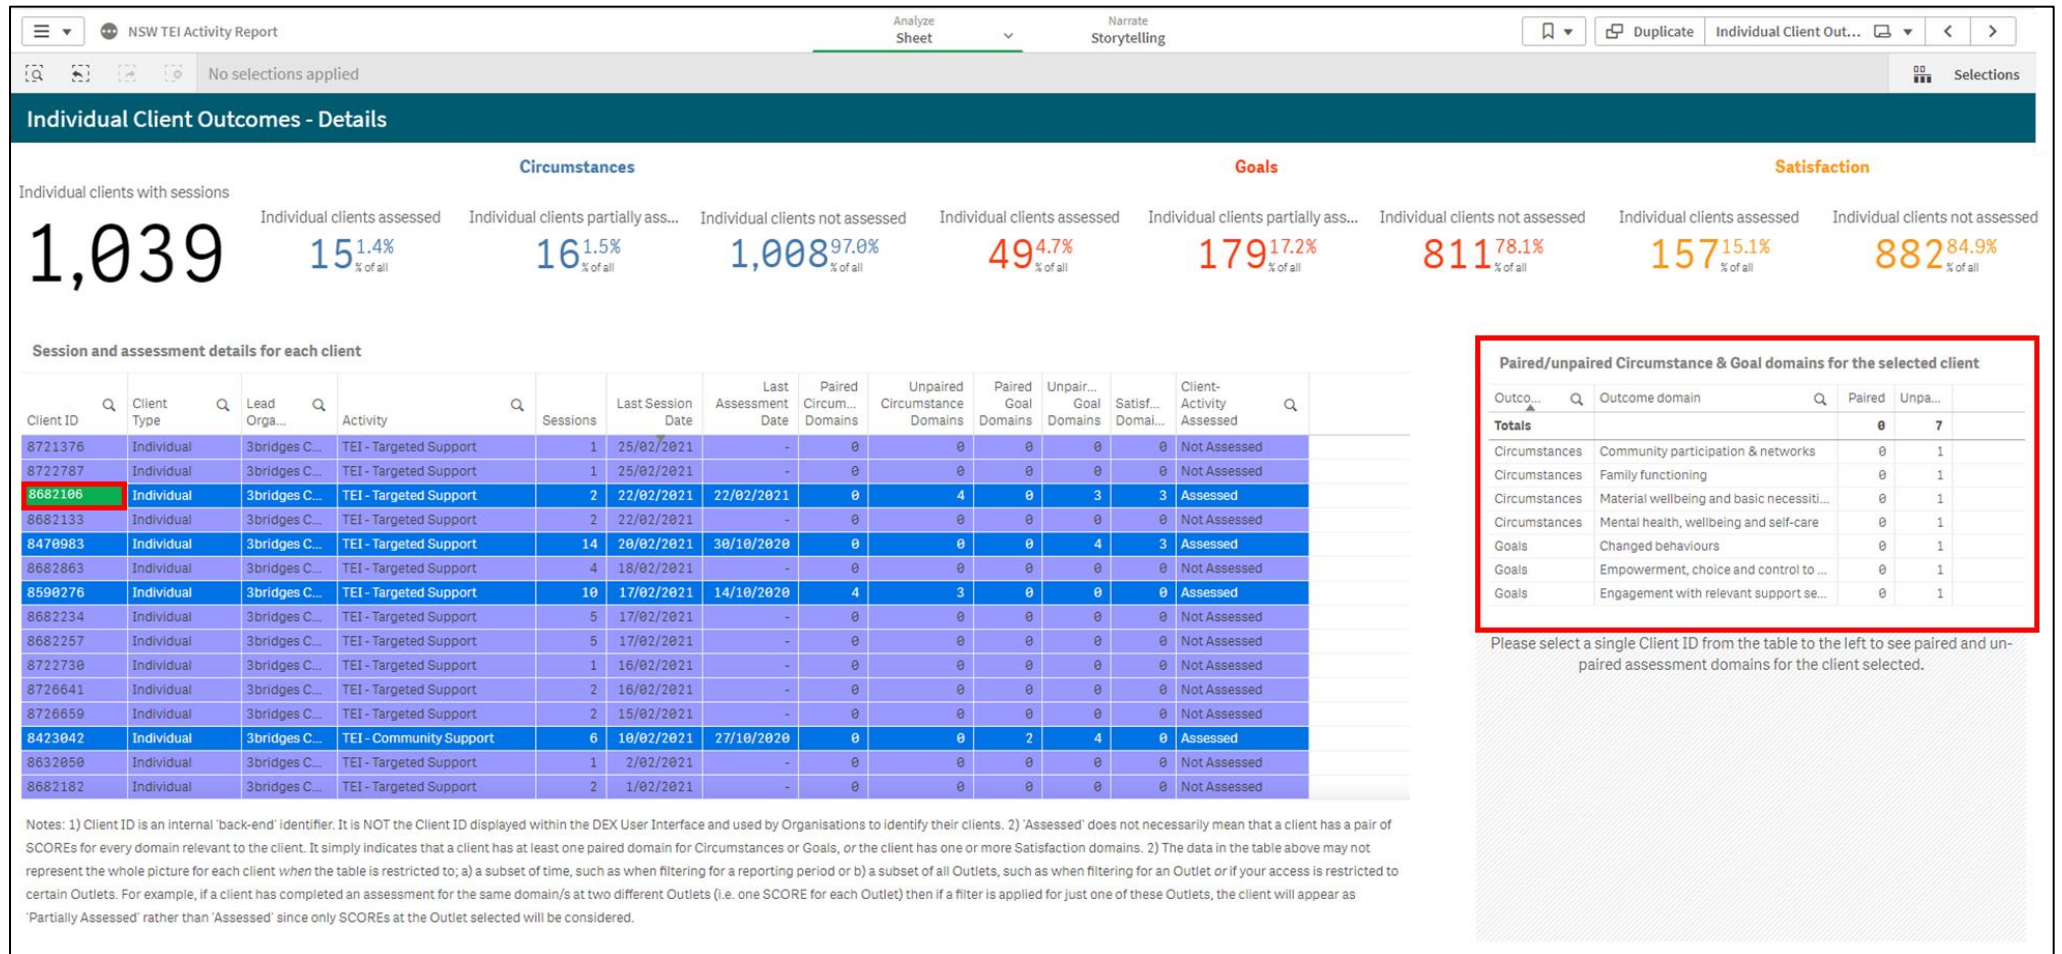 NSW TEI Activity Report
Analyze
Sheet
Narrate
Storytelling
Duplicate
Individual Client Out...
No selections applied
Selections
Individual Client Outcomes - Details
Circumstances
Goals
Satisfaction
Individual clients with sessions
1,039
Individual clients assessed
15 1.4% % of all
Individual clients partially ass...
16 1.5% % of all
Individual clients not assessed
1,008 97.0% % of all
Individual clients assessed
49 4.7% % of all
Individual clients partially ass...
179 17.2% % of all
Individual clients not assessed
811 78.1% % of all
Individual clients assessed
157 15.1% % of all
Individual clients not assessed
882 84.9% % of all
Session and assessment details for each client
Client ID | Client Type | Lead Orga... | Activity | Sessions | Last Session Date | Last Assessment Date | Paired Circum... Domains | Unpaired Circumstance Domains | Paired Goal Domains | Unpair... Goal Domains | Satisf... Domai... | Client-Activity Assessed
8721376 Individual 3bridges C... TEI - Targeted Support 1 25/02/2021 - 0 0 0 0 0 Not Assessed
8722787 Individual 3bridges C... TEI - Targeted Support 1 25/02/2021 - 0 0 0 0 0 Not Assessed
8682106 Individual 3bridges C... TEI - Targeted Support 2 22/02/2021 22/02/2021 0 4 0 3 3 Assessed
8682133 Individual 3bridges C... TEI - Targeted Support 2 22/02/2021 - 0 0 0 0 0 Not Assessed
8470983 Individual 3bridges C... TEI - Targeted Support 14 20/02/2021 30/10/2020 0 0 0 4 3 Assessed
8682863 Individual 3bridges C... TEI - Targeted Support 4 18/02/2021 - 0 0 0 0 0 Not Assessed
8590276 Individual 3bridges C... TEI - Targeted Support 10 17/02/2021 14/10/2020 4 3 0 0 0 Assessed
8682234 Individual 3bridges C... TEI - Targeted Support 5 17/02/2021 - 0 0 0 0 0 Not Assessed
8682257 Individual 3bridges C... TEI - Targeted Support 5 17/02/2021 - 0 0 0 0 0 Not Assessed
8722730 Individual 3bridges C... TEI - Targeted Support 1 16/02/2021 - 0 0 0 0 0 Not Assessed
8726641 Individual 3bridges C... TEI - Targeted Support 2 16/02/2021 - 0 0 0 0 0 Not Assessed
8726659 Individual 3bridges C... TEI - Targeted Support 2 15/02/2021 - 0 0 0 0 0 Not Assessed
8423042 Individual 3bridges C... TEI - Community Support 6 10/02/2021 27/10/2020 0 0 2 4 0 Assessed
8632050 Individual 3bridges C... TEI - Targeted Support 1 2/02/2021 - 0 0 0 0 0 Not Assessed
8682182 Individual 3bridges C... TEI - Targeted Support 2 1/02/2021 - 0 0 0 0 0 Not Assessed
Notes: 1) Client ID is an internal 'back-end' identifier. It is NOT the Client ID displayed within the DEX User Interface and used by Organisations to identify their clients. 2) 'Assessed' does not necessarily mean that a client has a pair of
SCOREs for every domain relevant to the client. It simply indicates that a client has at least one paired domain for Circumstances or Goals, or the client has one or more Satisfaction domains. 2) The data in the table above may not
represent the whole picture for each client when the table is restricted to; a) a subset of time, such as when filtering for a reporting period or b) a subset of all Outlets, such as when filtering for an Outlet or if your access is restricted to
certain Outlets. For example, if a client has completed an assessment for the same domain/s at two different Outlets (i.e. one SCORE for each Outlet) then if a filter is applied for just one of these Outlets, the client will appear as
'Partially Assessed' rather than 'Assessed' since only SCOREs at the Outlet selected will be considered.
Paired/unpaired Circumstance & Goal domains for the selected client
Outco... Outcome domain Paired Unpa...
Totals 0 7
Circumstances Community participation & networks 0 1
Circumstances Family functioning 0 1
Circumstances Material wellbeing and basic necessiti... 0 1
Circumstances Mental health, wellbeing and self-care 0 1
Goals Changed behaviours 0 1
Goals Empowerment, choice and control to ... 0 1
Goals Engagement with relevant support se... 0 1
Please select a single Client ID from the table to the left to see paired and un-
paired assessment domains for the client selected.